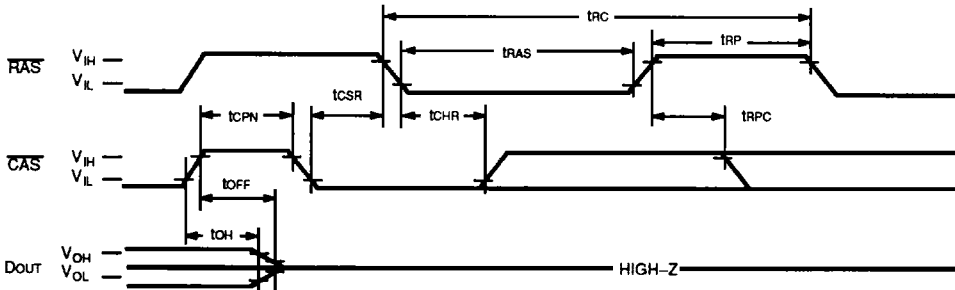 tRC
tRAS
tRP
RAS
VIH
VIL
tCSR
tCPN
tCHR
tRPC
CAS
VIH
VIL
tOFF
tOH
DOUT
VOH
VOL
HIGH–Z